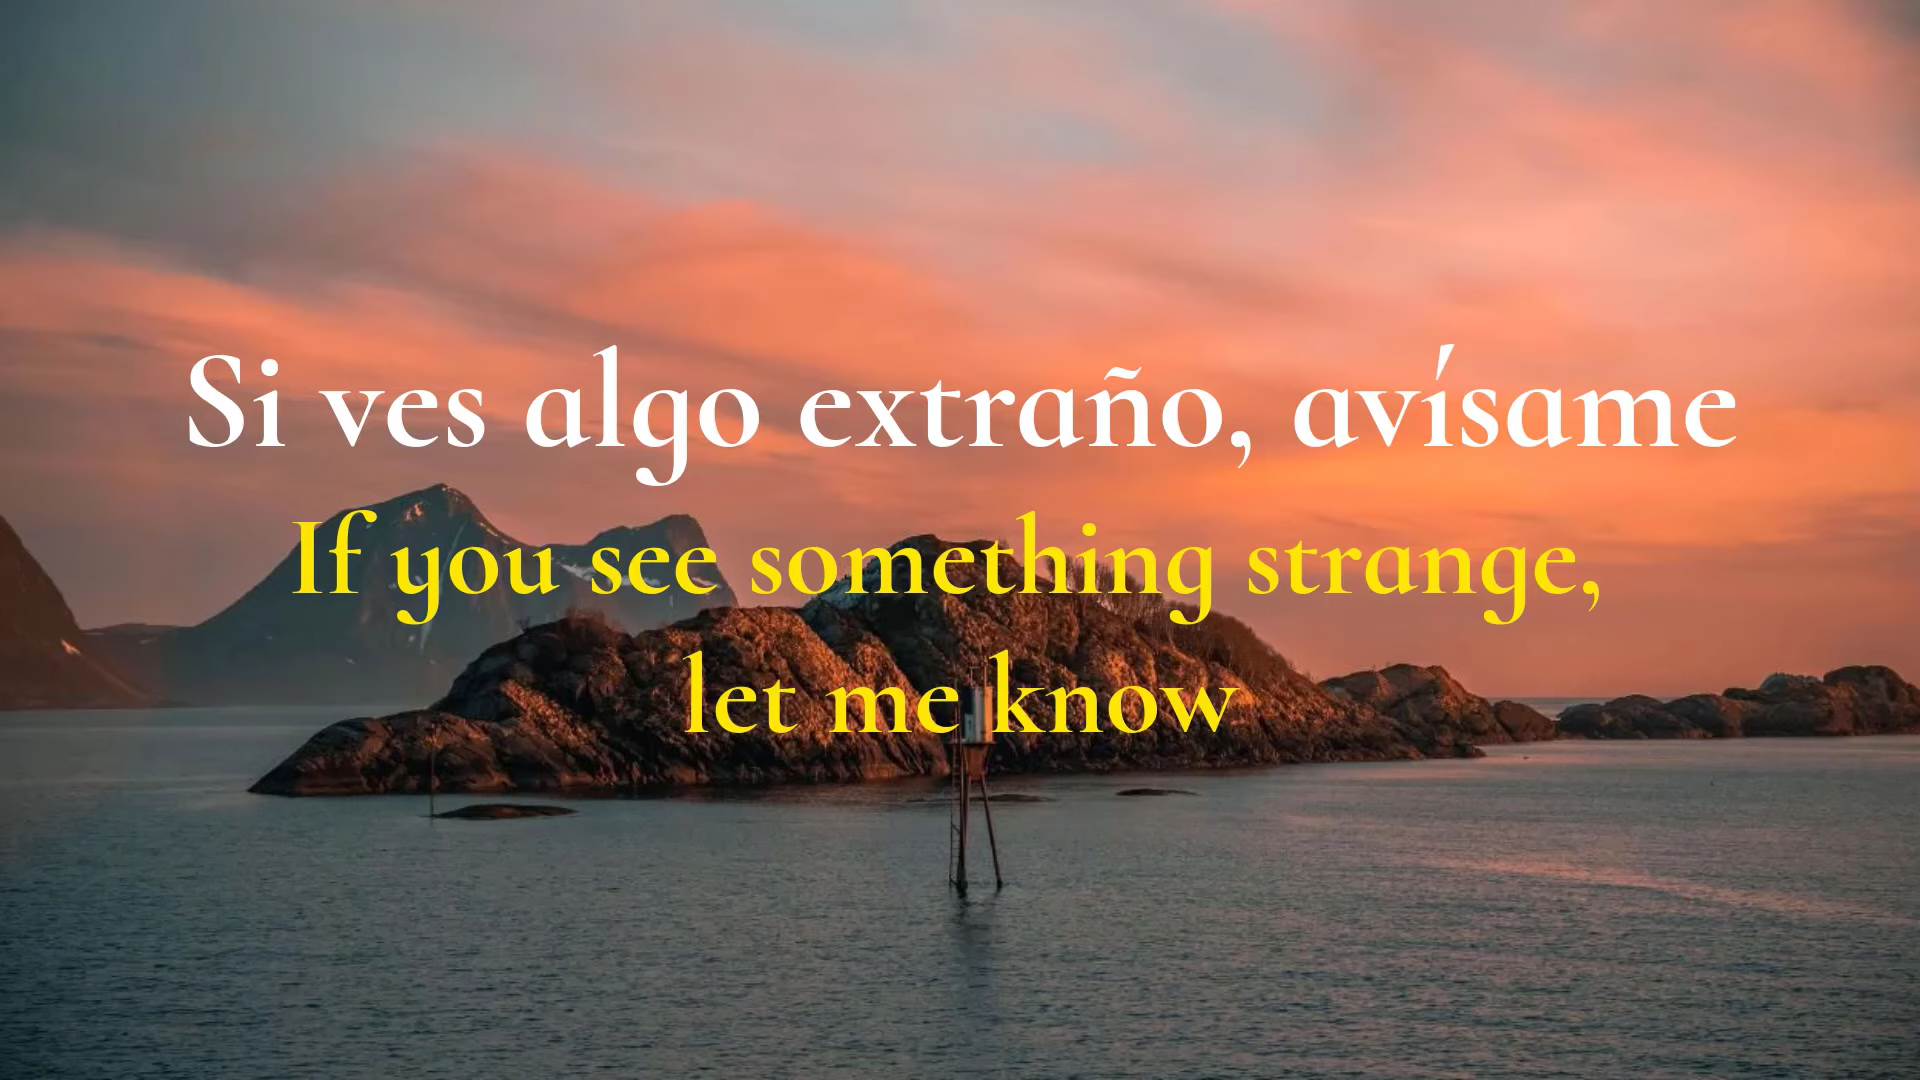 Si ves algo extraño, avísame
If you see something strange,
let me know